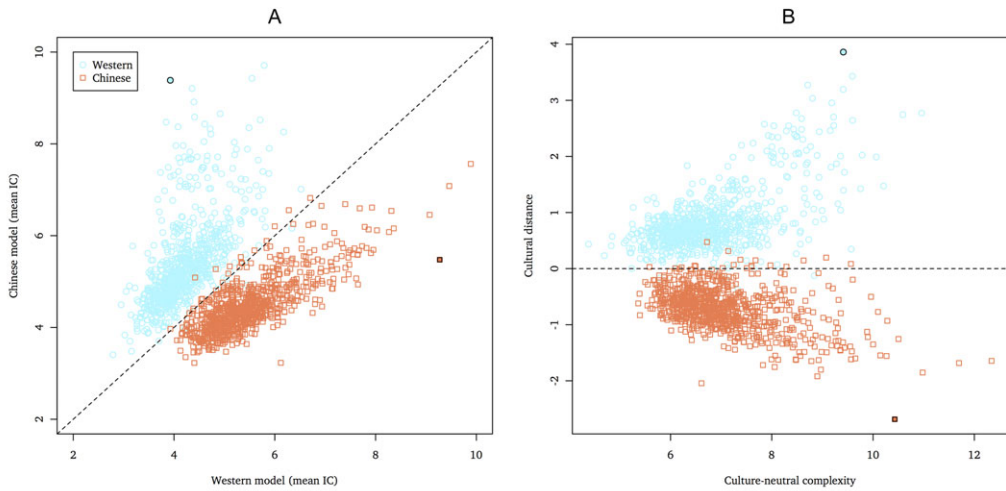 A
B
Western
Chinese
10
8
6
4
2
Chinese model (mean IC)
2
4
6
8
10
Western model (mean IC)
4
3
2
1
0
-1
-2
Cultural distance
6
8
10
12
Culture-neutral complexity